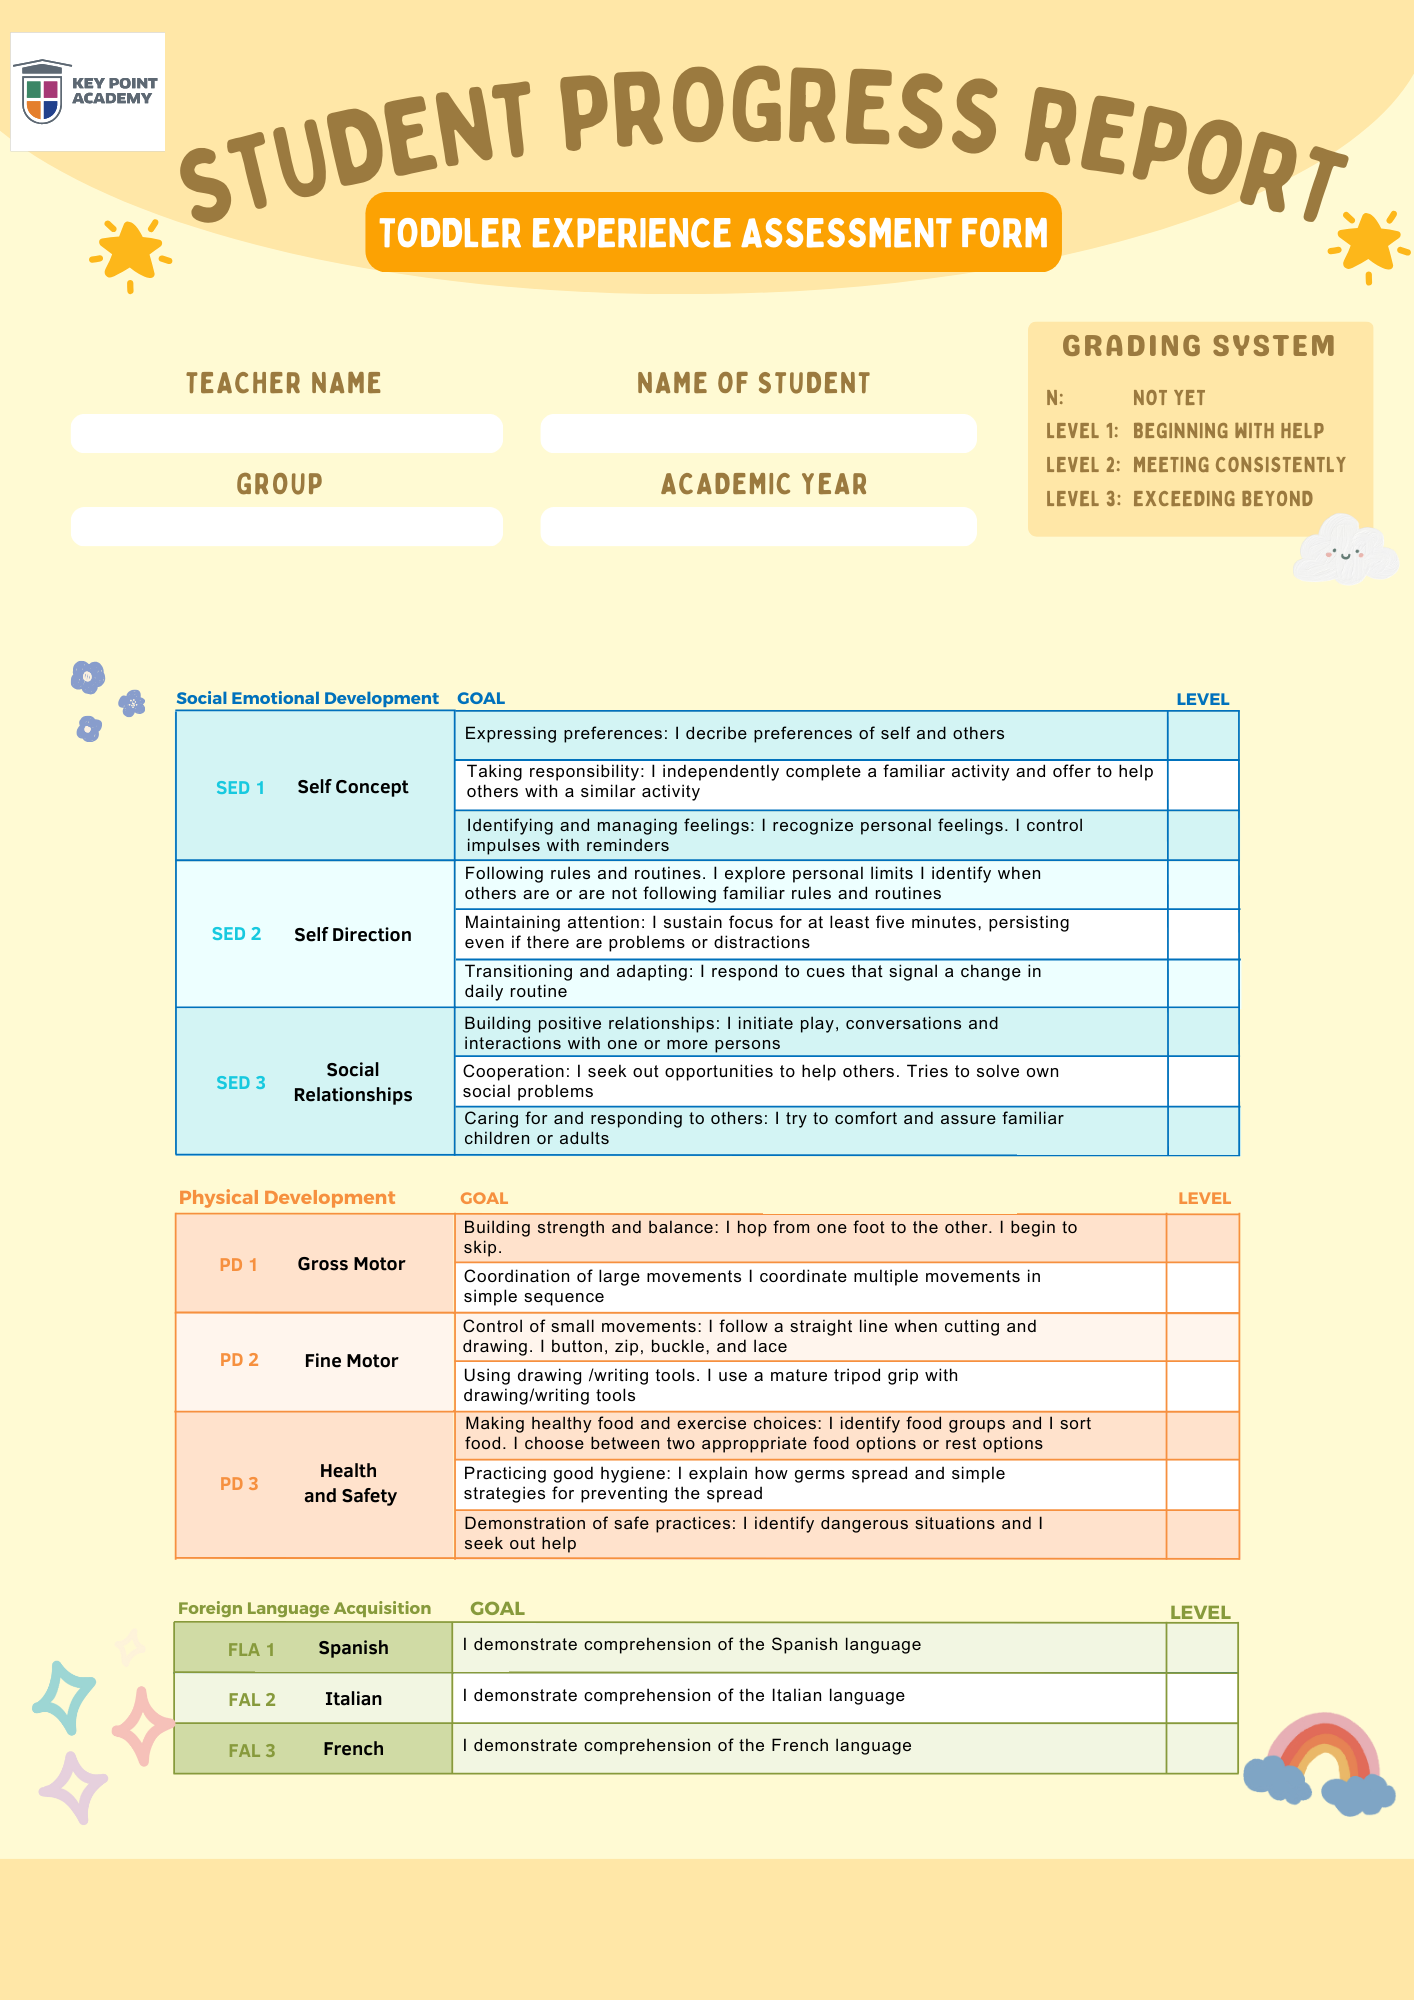 KEY POINT
ACADEMY
STUDENT PROGRESS REPORT
TODDLER EXPERIENCE ASSESSMENT FORM
TEACHER NAME
NAME OF STUDENT
GROUP
ACADEMIC YEAR
GRADING SYSTEM
N: NOT YET
LEVEL 1: BEGINNING WITH HELP
LEVEL 2: MEETING CONSISTENTLY
LEVEL 3: EXCEEDING BEYOND
Social Emotional Development GOAL LEVEL
SED 1 Self Concept
Expressing preferences: I decribe preferences of self and others
Taking responsibility: I independently complete a familiar activity and offer to help
others with a similar activity
Identifying and managing feelings: I recognize personal feelings. I control
impulses with reminders
SED 2 Self Direction
Following rules and routines. I explore personal limits I identify when
others are or are not following familiar rules and routines
Maintaining attention: I sustain focus for at least five minutes, persisting
even if there are problems or distractions
Transitioning and adapting: I respond to cues that signal a change in
daily routine
SED 3 Social
Relationships
Building positive relationships: I initiate play, conversations and
interactions with one or more persons
Cooperation: I seek out opportunities to help others. Tries to solve own
social problems
Caring for and responding to others: I try to comfort and assure familiar
children or adults
Physical Development GOAL LEVEL
PD 1 Gross Motor
Building strength and balance: I hop from one foot to the other. I begin to
skip.
Coordination of large movements I coordinate multiple movements in
simple sequence
PD 2 Fine Motor
Control of small movements: I follow a straight line when cutting and
drawing. I button, zip, buckle, and lace
Using drawing /writing tools. I use a mature tripod grip with
drawing/writing tools
PD 3 Health
and Safety
Making healthy food and exercise choices: I identify food groups and I sort
food. I choose between two approppriate food options or rest options
Practicing good hygiene: I explain how germs spread and simple
strategies for preventing the spread
Demonstration of safe practices: I identify dangerous situations and I
seek out help
Foreign Language Acquisition GOAL LEVEL
FLA 1 Spanish I demonstrate comprehension of the Spanish language
FAL 2 Italian I demonstrate comprehension of the Italian language
FAL 3 French I demonstrate comprehension of the French language